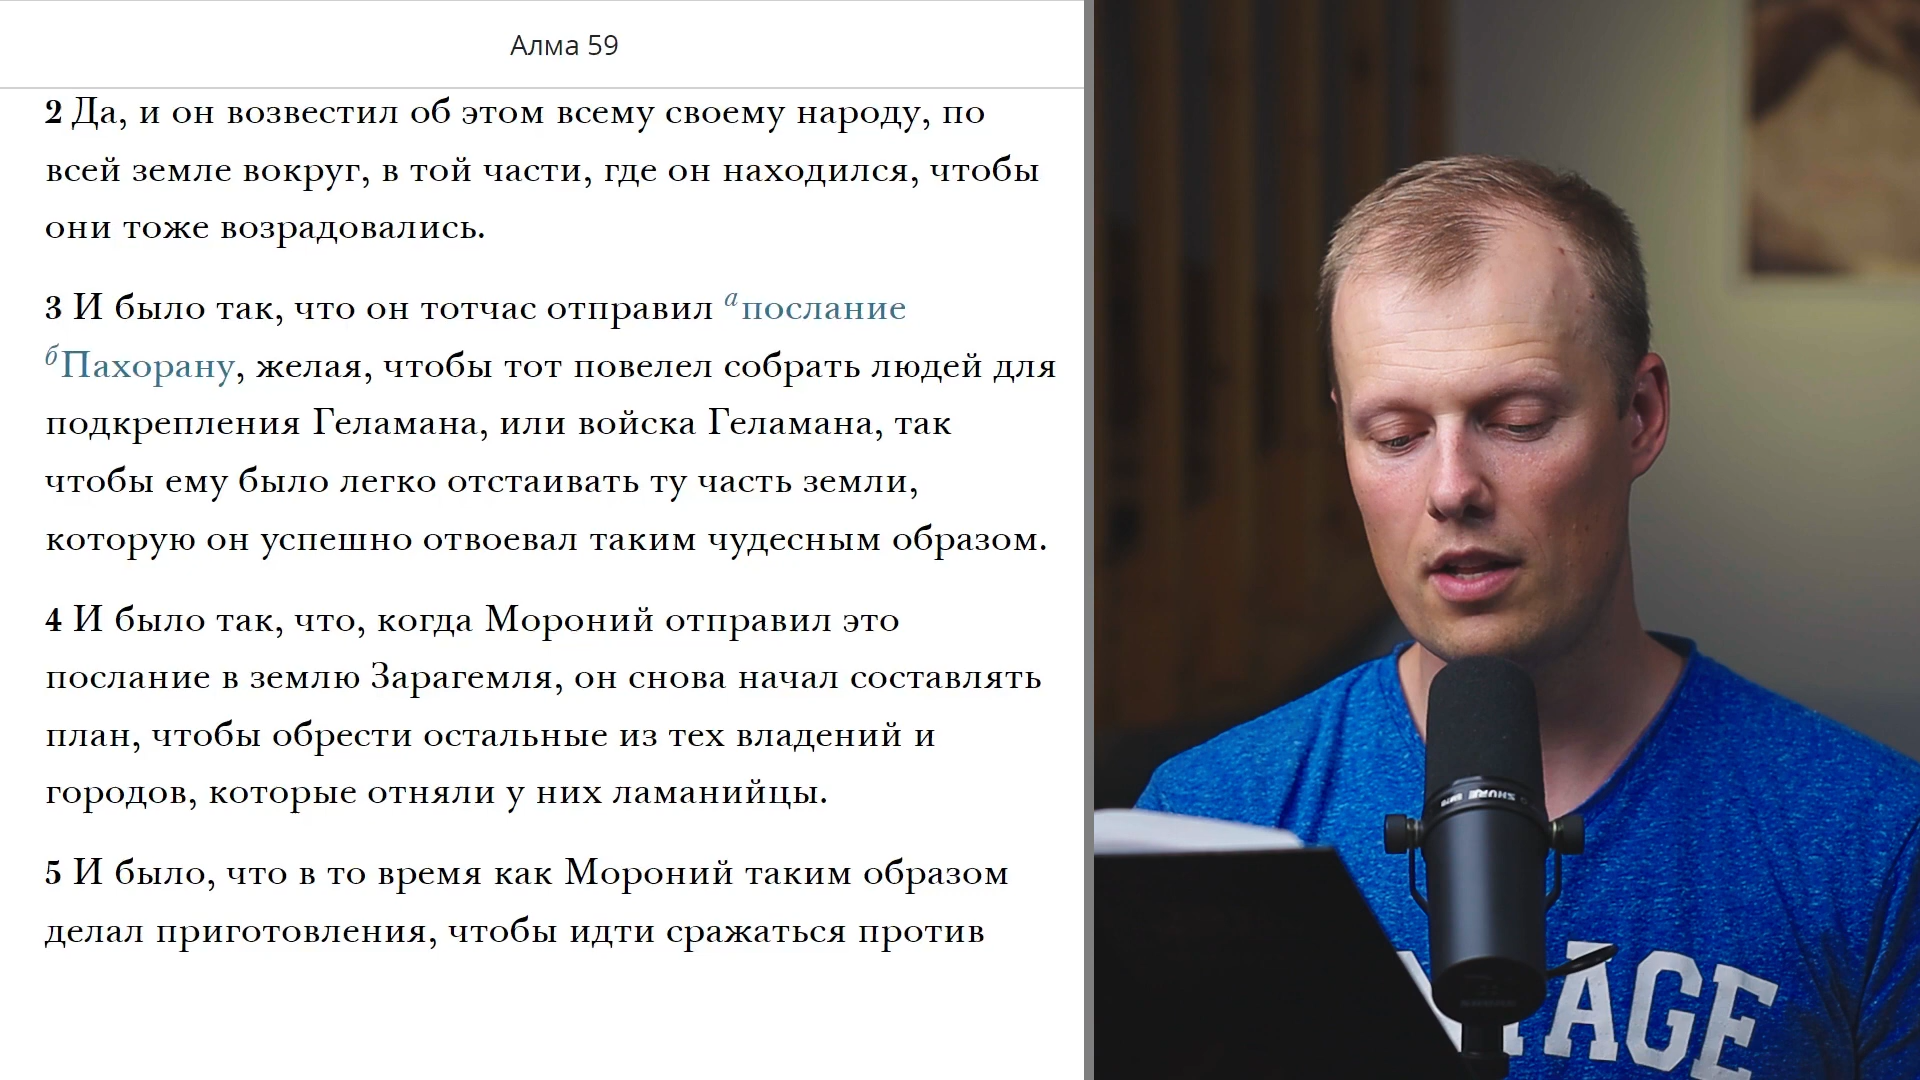 Алма 59
2 Да, и он возвестил об этом всему своему народу, по
всей земле вокруг, в той части, где он находился, чтобы
они тоже возрадовались.
3 И было так, что он тотчас отправил а послание
б Пахорану, желая, чтобы тот повелел собрать людей для
подкрепления Геламана, или войска Геламана, так
чтобы ему было легко отстаивать ту часть земли,
которую он успешно отвоевал таким чудесным образом.
4 И было так, что, когда Мороний отправил это
послание в землю Зарагемля, он снова начал составлять
план, чтобы обрести остальные из тех владений и
городов, которые отняли у них ламанийцы.
5 И было, что в то время как Мороний таким образом
делал приготовления, чтобы идти сражаться против
SHURE